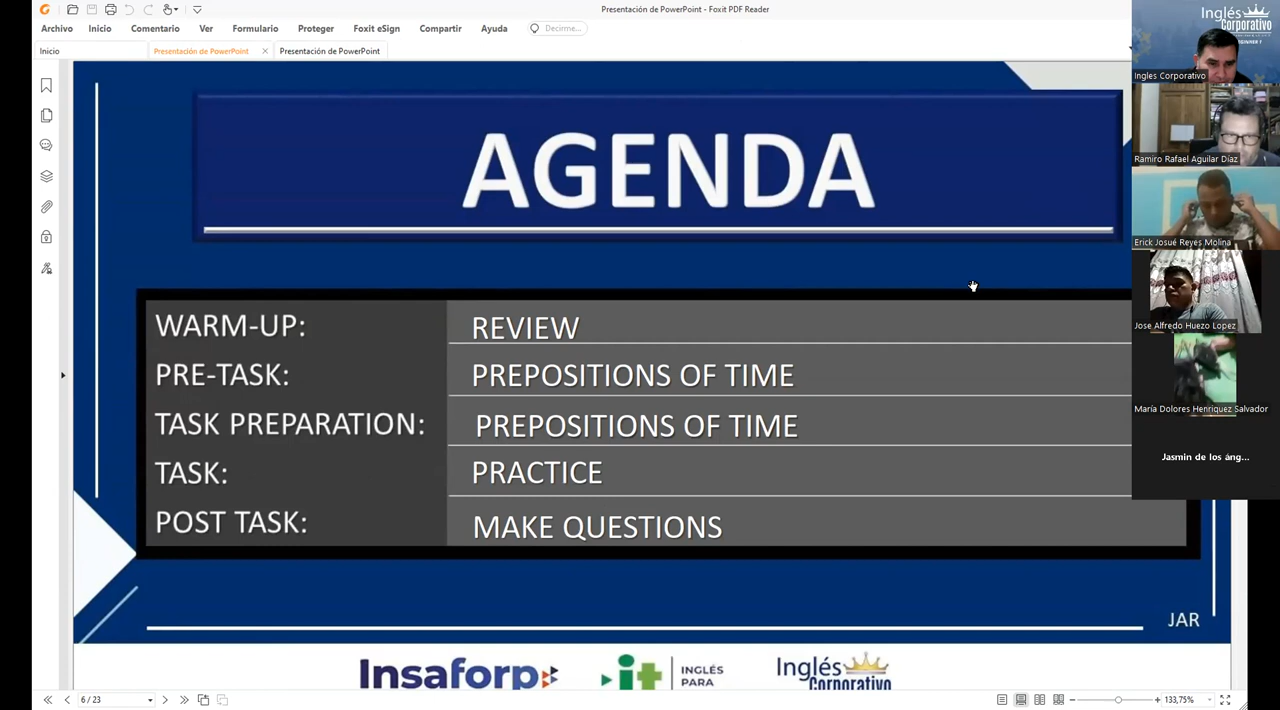 Presentación de PowerPoint - Foxit PDF Reader
Archivo Inicio Comentario Ver Formulario Proteger Foxit eSign Compartir Ayuda Decirme...
Inicio Presentación de PowerPoint Presentación de PowerPoint
AGENDA
WARM-UP: REVIEW
PRE-TASK: PREPOSITIONS OF TIME
TASK PREPARATION: PREPOSITIONS OF TIME
TASK: PRACTICE
POST TASK: MAKE QUESTIONS
JAR
Insaforp
it INGLÉS
PARA
Inglés
Corporativo
6 / 23
133,75%
Inglés
Corporativo
Ingles Corporativo
Ramiro Rafael Aguilar Díaz
Erick Josué Reyes Molina
Jose Alfredo Huezo Lopez
María Dolores Henriquez Salvador
Jasmin de los áng...